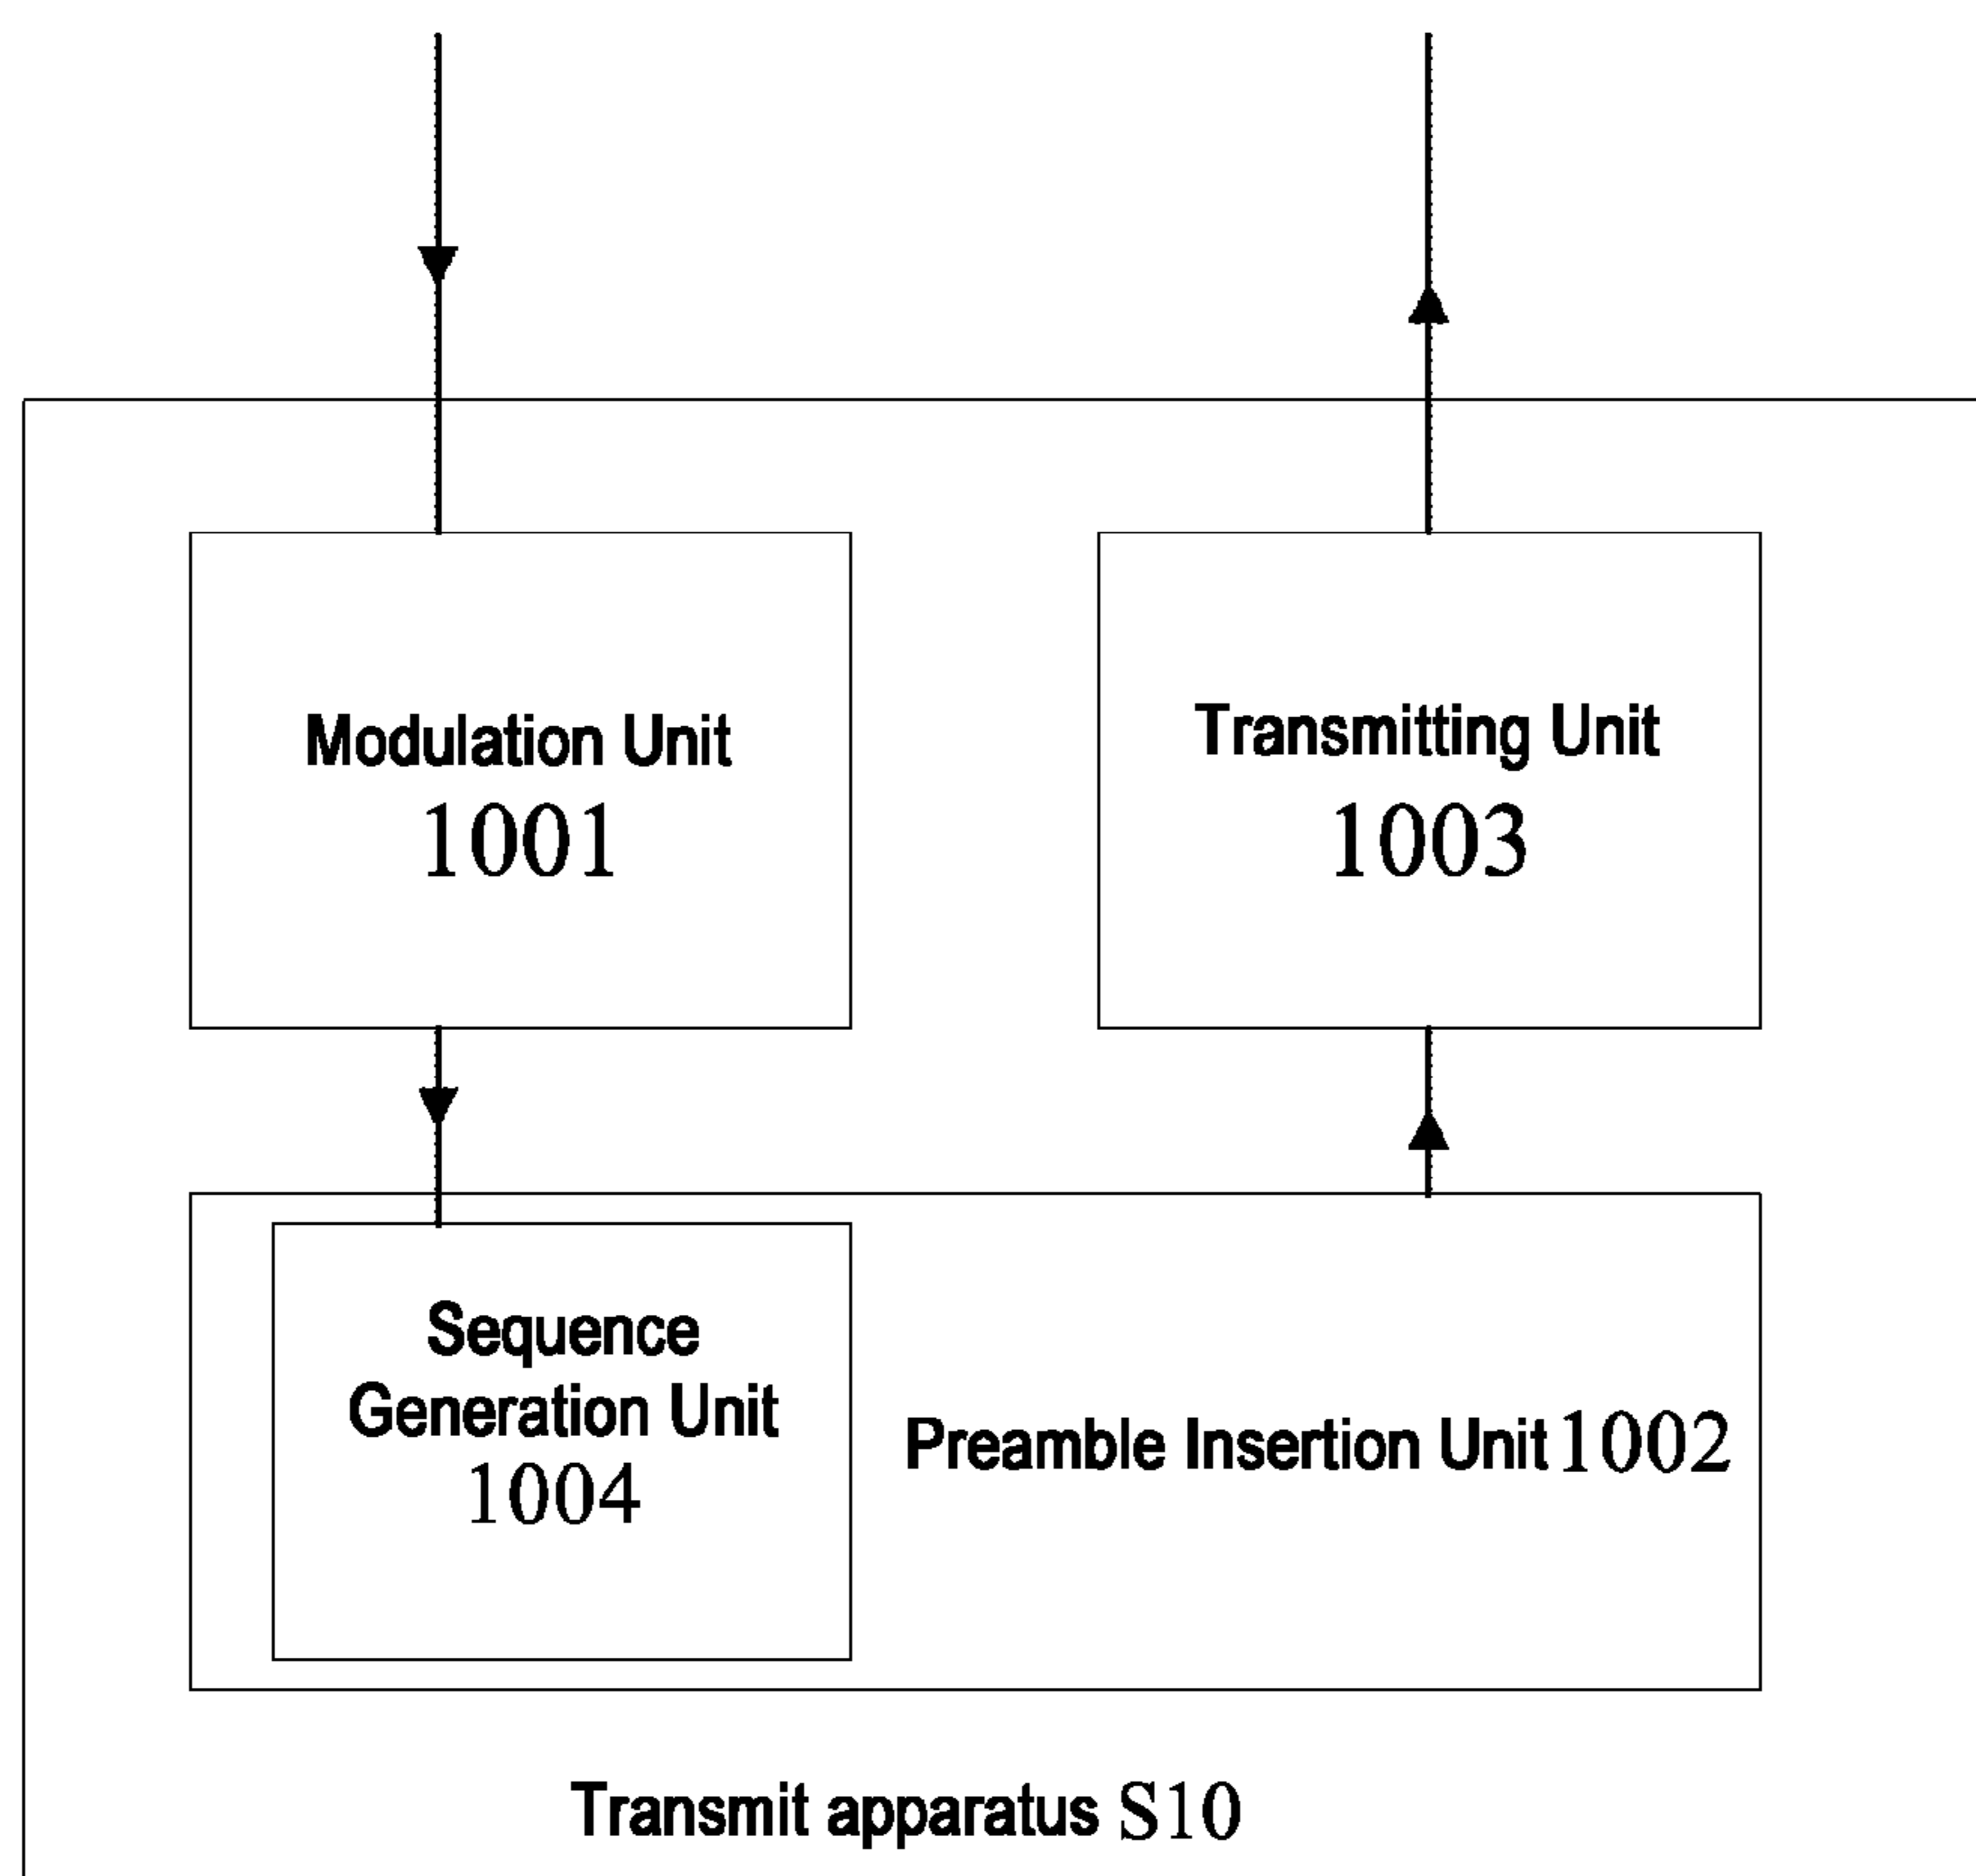 Modulation Unit
1001
Transmitting Unit
1003
Sequence
Generation Unit
1004
Preamble Insertion Unit 1002
Transmit apparatus S10